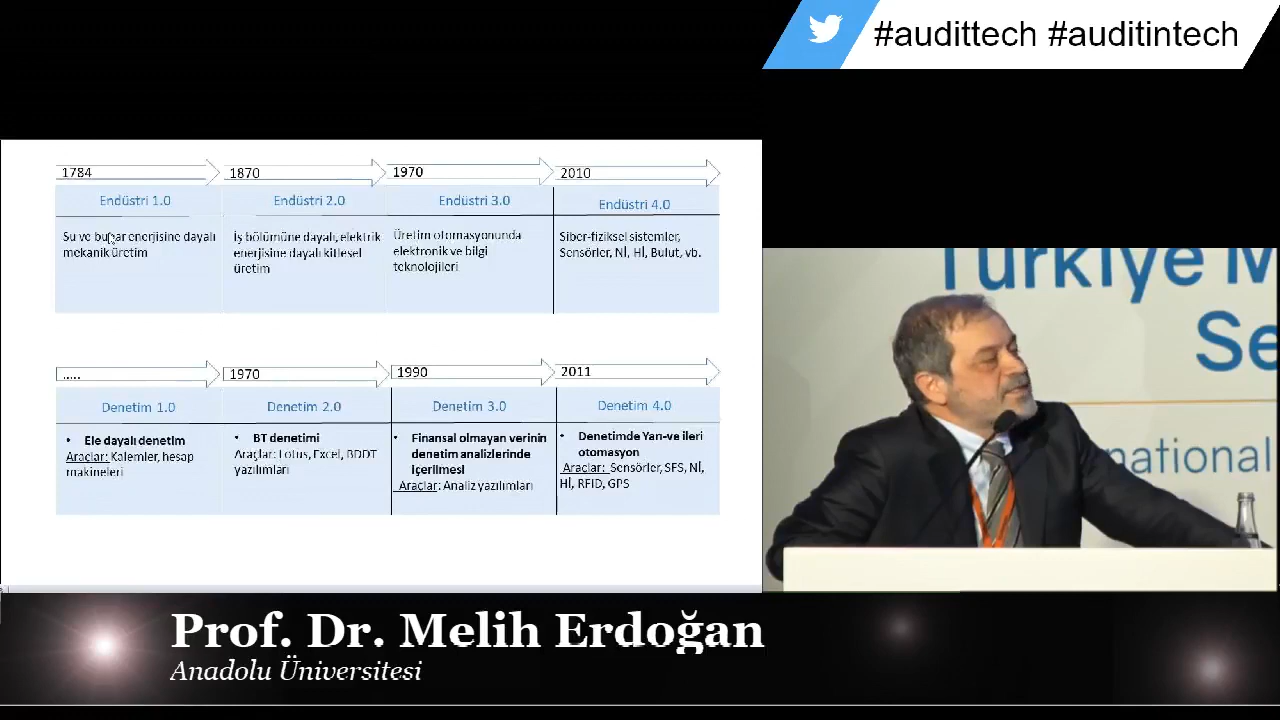 #audittech #auditintech
1784
1870
1970
2010
Endüstri 1.0
Endüstri 2.0
Endüstri 3.0
Endüstri 4.0
Su ve buhar enerjisine dayalı
mekanik üretim
İş bölümüne dayalı, elektrik
enerjisine dayalı kitlesel
üretim
Üretim otomasyonunda
elektronik ve bilgi
teknolojileri
Siber-fiziksel sistemler,
Sensörler, Nİ, Hİ, Bulut, vb.
.....
1970
1990
2011
Denetim 1.0
Denetim 2.0
Denetim 3.0
Denetim 4.0
• Ele dayalı denetim
Araçlar: Kalemler, hesap
makineleri
• BT denetimi
Araçlar: Lotus, Excel, BDDT
yazılımları
• Finansal olmayan verinin
denetim analizlerinde
içerilmesi
Araçlar: Analiz yazılımları
• Denetimde Yarı-ve ileri
otomasyon
Araçlar: Sensörler, SFS, Nİ,
Hİ, RFID, GPS
Türkiye M
Se
national
Prof. Dr. Melih Erdoğan
Anadolu Üniversitesi